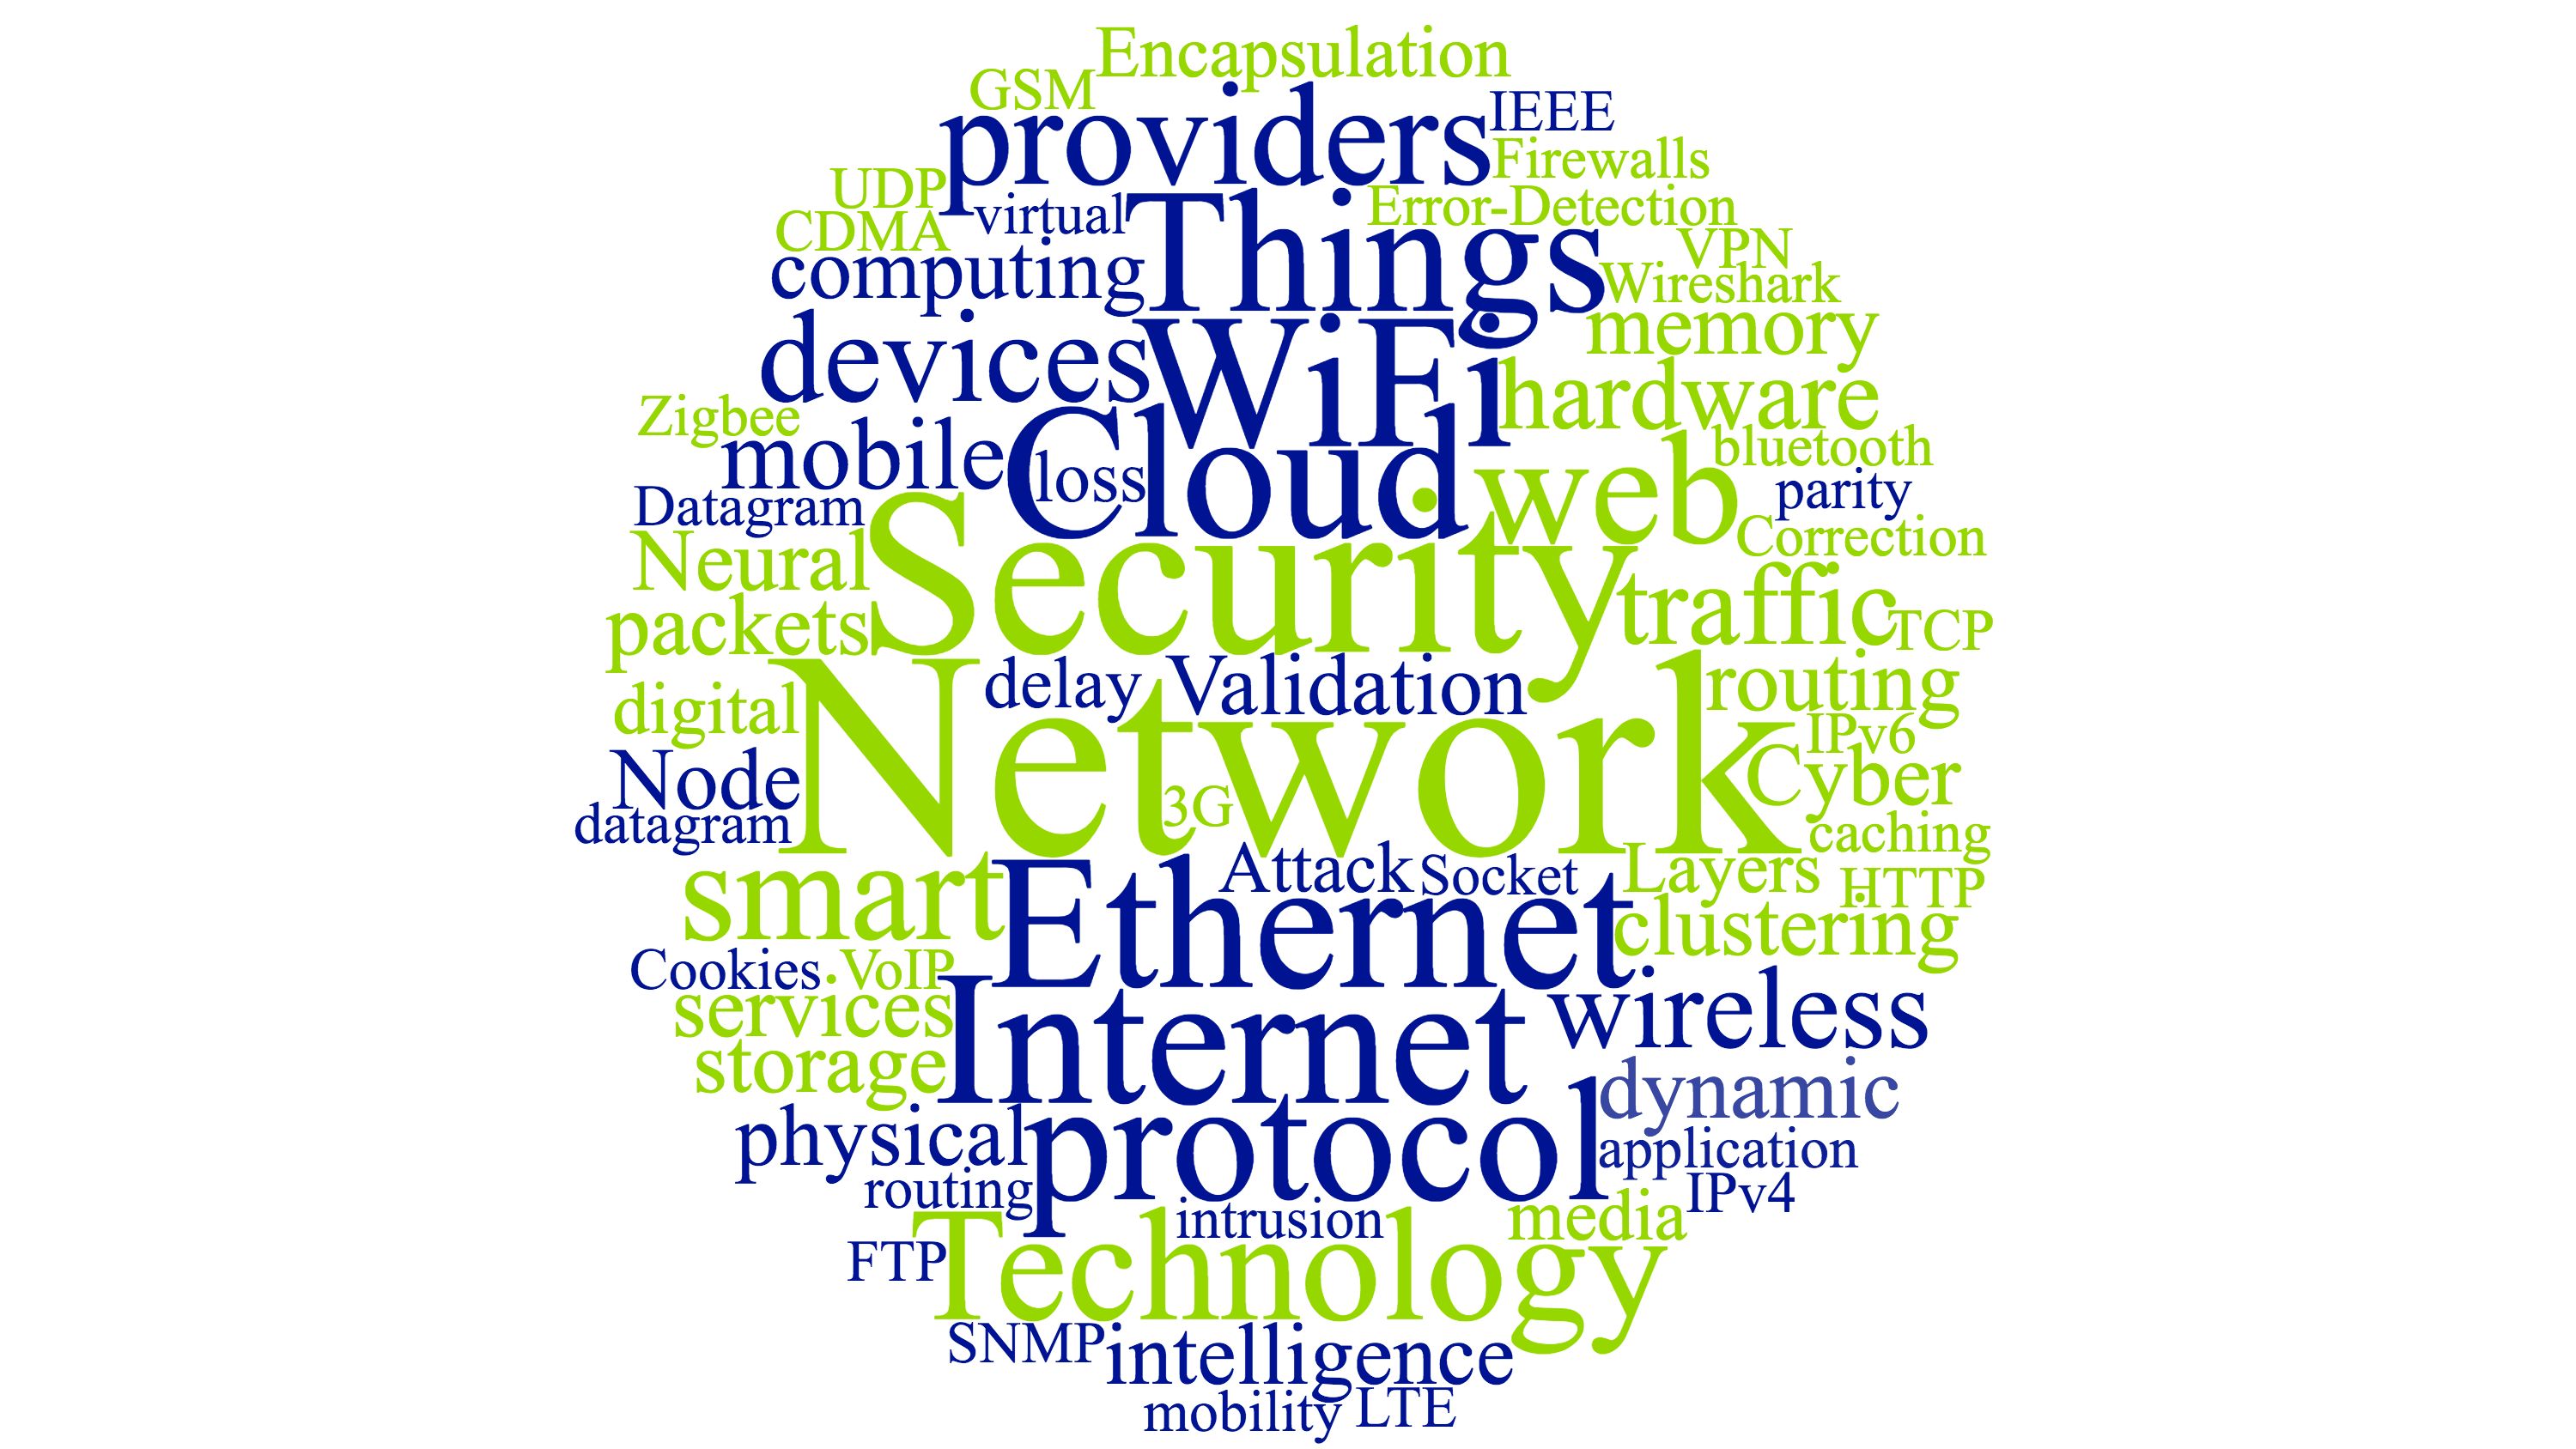 Encapsulation
GSM
providers
IEEE
Firewalls
UDP
virtual
Things
Error-Detection
CDMA
computing
VPN
Wireshark
devices
WiFi
memory
hardware
Zigbee
mobile
Cloud
loss
web
bluetooth
parity
Datagram
Security
Correction
Neural
packets
traffic
TCP
delay
Validation
routing
digital
Network
IPv6
Node
3G
Cyber
datagram
caching
smart
Ethernet
Attack
Socket
Layers
HTTP
clustering
Cookies
VoIP
services
Internet
wireless
storage
dynamic
physical
protocol
application
routing
IPv4
intrusion
media
FTP
Technology
SNMP
intelligence
mobility
LTE